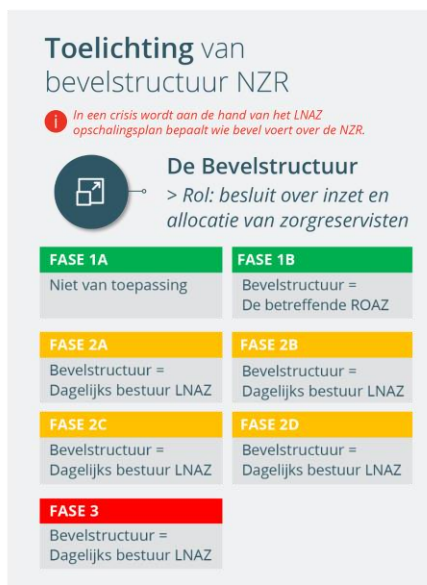 Toelichting van
bevelstructuur NZR
i
In een crisis wordt aan de hand van het LNAZ
opschalingsplan bepaalt wie bevel voert over de NZR.
De Bevelstructuur
> Rol: besluit over inzet en
allocatie van zorgreservisten
FASE 1A
Niet van toepassing
FASE 1B
Bevelstructuur =
De betreffende ROAZ
FASE 2A
Bevelstructuur =
Dagelijks bestuur LNAZ
FASE 2B
Bevelstructuur =
Dagelijks bestuur LNAZ
FASE 2C
Bevelstructuur =
Dagelijks bestuur LNAZ
FASE 2D
Bevelstructuur =
Dagelijks bestuur LNAZ
FASE 3
Bevelstructuur =
Dagelijks bestuur LNAZ